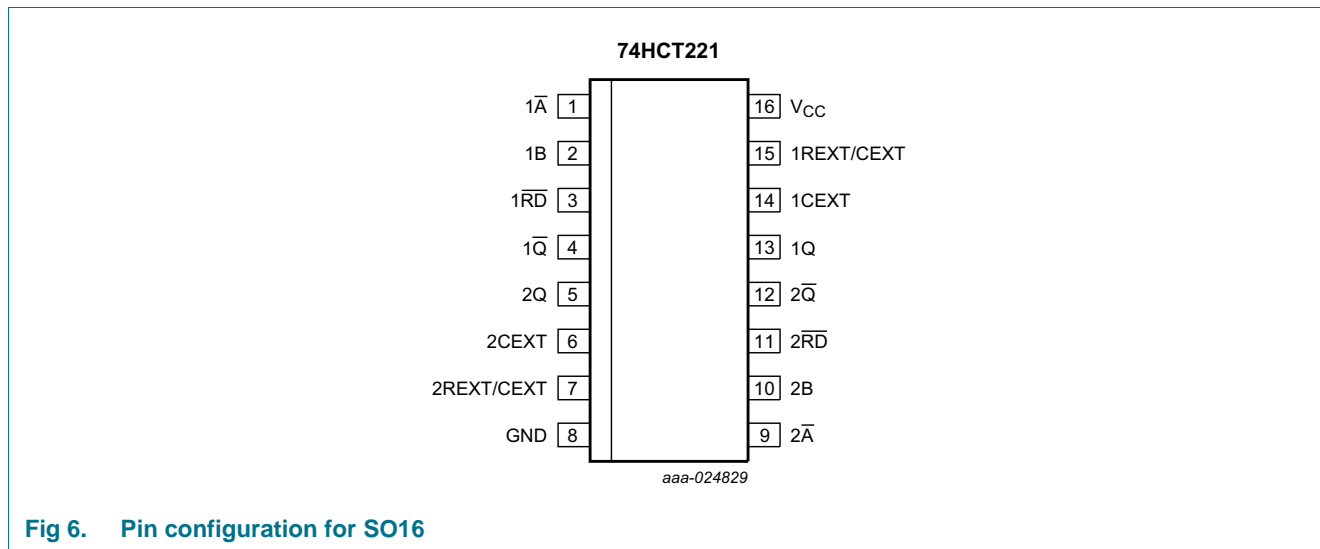 74HCT221
1A̅ 1 16 VCC
1B 2 15 1REXT/CEXT
1R̅D̅ 3 14 1CEXT
1Q̅ 4 13 1Q
2Q 5 12 2Q̅
2CEXT 6 11 2R̅D̅
2REXT/CEXT 7 10 2B
GND 8 9 2A̅
aaa-024829
Fig 6. Pin configuration for SO16